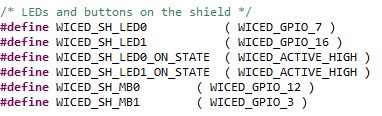 /* LEDs and buttons on the shield */
#define WICED_SH_LED0 ( WICED_GPIO_7 )
#define WICED_SH_LED1 ( WICED_GPIO_16 )
#define WICED_SH_LED0_ON_STATE ( WICED_ACTIVE_HIGH )
#define WICED_SH_LED1_ON_STATE ( WICED_ACTIVE_HIGH )
#define WICED_SH_MB0 ( WICED_GPIO_12 )
#define WICED_SH_MB1 ( WICED_GPIO_3 )